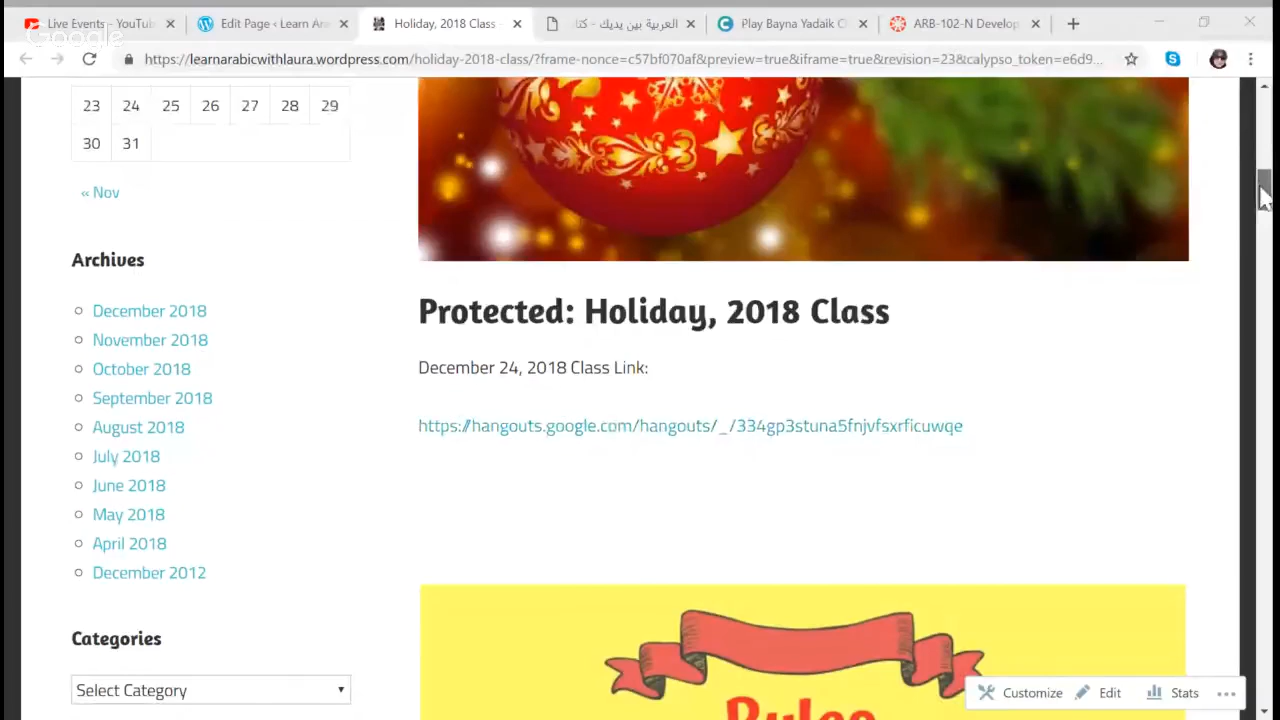 Live Events - YouTub
Edit Page ‹ Learn Ara
Holiday, 2018 Class -
العربية بين يديك - كتا
Play Bayna Yadaik C
ARB-102-N Develop
Google
https://learnarabicwithlaura.wordpress.com/holiday-2018-class/?frame-nonce=c57bf070af&preview=true&iframe=true&revision=23&calypso_token=e6d9...
23 24 25 26 27 28 29
30 31
« Nov
Archives
December 2018
November 2018
October 2018
September 2018
August 2018
July 2018
June 2018
May 2018
April 2018
December 2012
Categories
Select Category
Protected: Holiday, 2018 Class
December 24, 2018 Class Link:
https://hangouts.google.com/hangouts/_/334gp3stuna5fnjvfsxrficuwqe
Rules
Customize Edit Stats